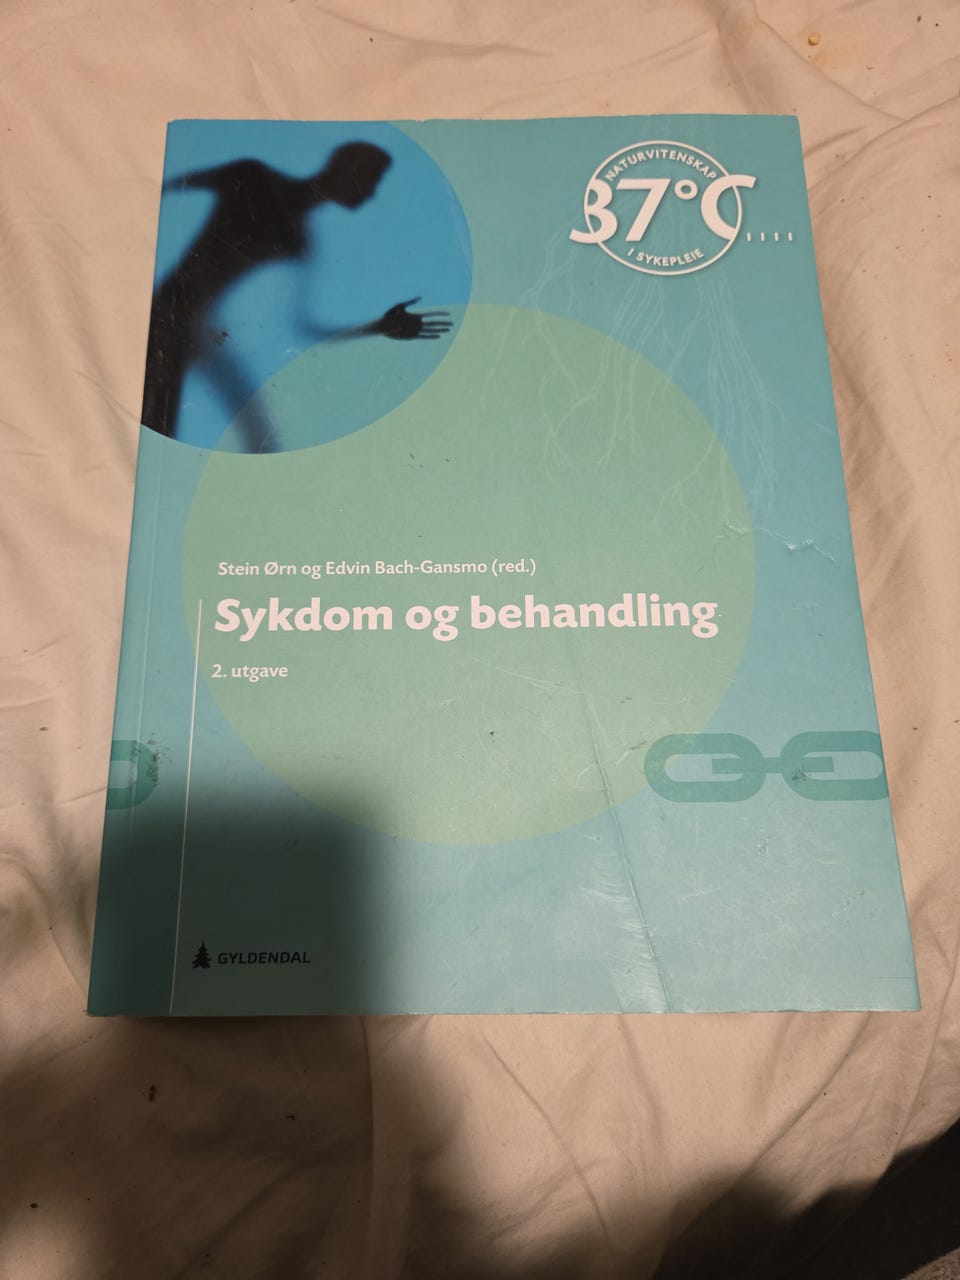 NATURVITENSKAP
37°C
I SYKEPLEIE
Stein Ørn og Edvin Bach-Gansmo (red.)
Sykdom og behandling
2. utgave
GYLDENDAL